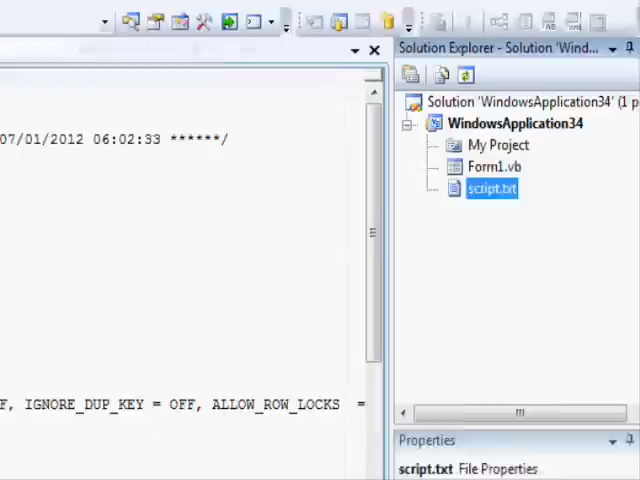 Solution Explorer - Solution 'Wind...
Solution 'WindowsApplication34' (1 p
WindowsApplication34
My Project
Form1.vb
script.txt
07/01/2012 06:02:33 ******/
F, IGNORE_DUP_KEY = OFF, ALLOW_ROW_LOCKS =
Properties
script.txt File Properties